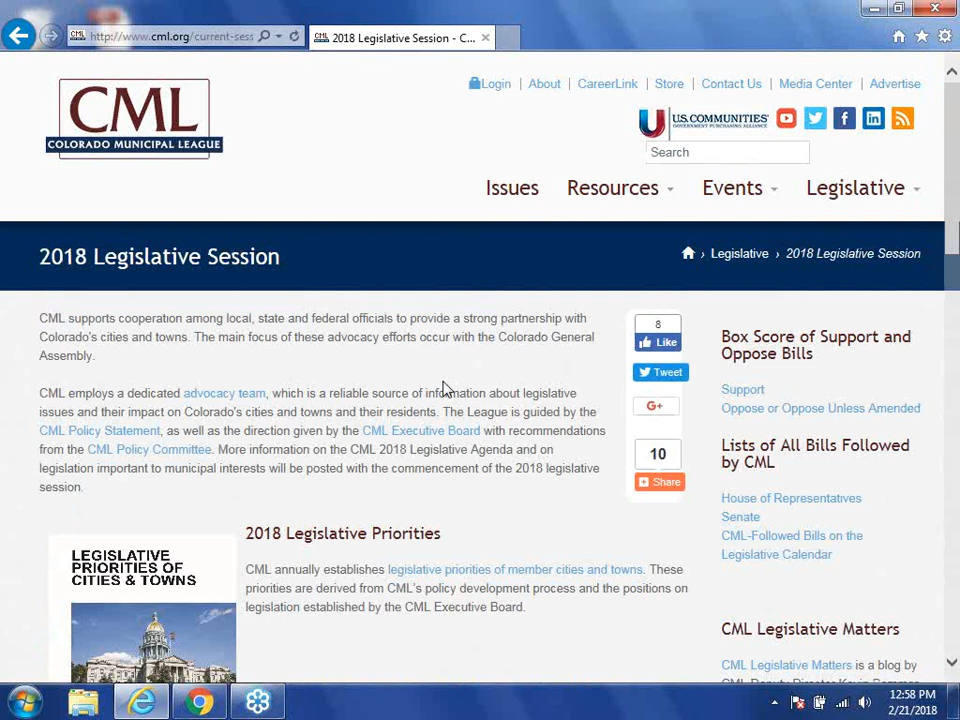 http://www.cml.org/current-sess
CML 2018 Legislative Session - C...
Login | About | CareerLink | Store | Contact Us | Media Center | Advertise
CML
COLORADO MUNICIPAL LEAGUE
U.S. COMMUNITIES
GOVERNMENT PURCHASING ALLIANCE
Search
Issues Resources Events Legislative
2018 Legislative Session
› Legislative › 2018 Legislative Session
CML supports cooperation among local, state and federal officials to provide a strong partnership with
Colorado's cities and towns. The main focus of these advocacy efforts occur with the Colorado General
Assembly.
CML employs a dedicated advocacy team, which is a reliable source of information about legislative
issues and their impact on Colorado's cities and towns and their residents. The League is guided by the
CML Policy Statement, as well as the direction given by the CML Executive Board with recommendations
from the CML Policy Committee. More information on the CML 2018 Legislative Agenda and on
legislation important to municipal interests will be posted with the commencement of the 2018 legislative
session.
8
Like
Tweet
G+
10
Share
Box Score of Support and
Oppose Bills
Support
Oppose or Oppose Unless Amended
Lists of All Bills Followed
by CML
House of Representatives
Senate
CML-Followed Bills on the
Legislative Calendar
LEGISLATIVE
PRIORITIES OF
CITIES & TOWNS
2018 Legislative Priorities
CML annually establishes legislative priorities of member cities and towns. These
priorities are derived from CML's policy development process and the positions on
legislation established by the CML Executive Board.
CML Legislative Matters
CML Legislative Matters is a blog by
CML Deputy Director Kevin
12:58 PM
2/21/2018